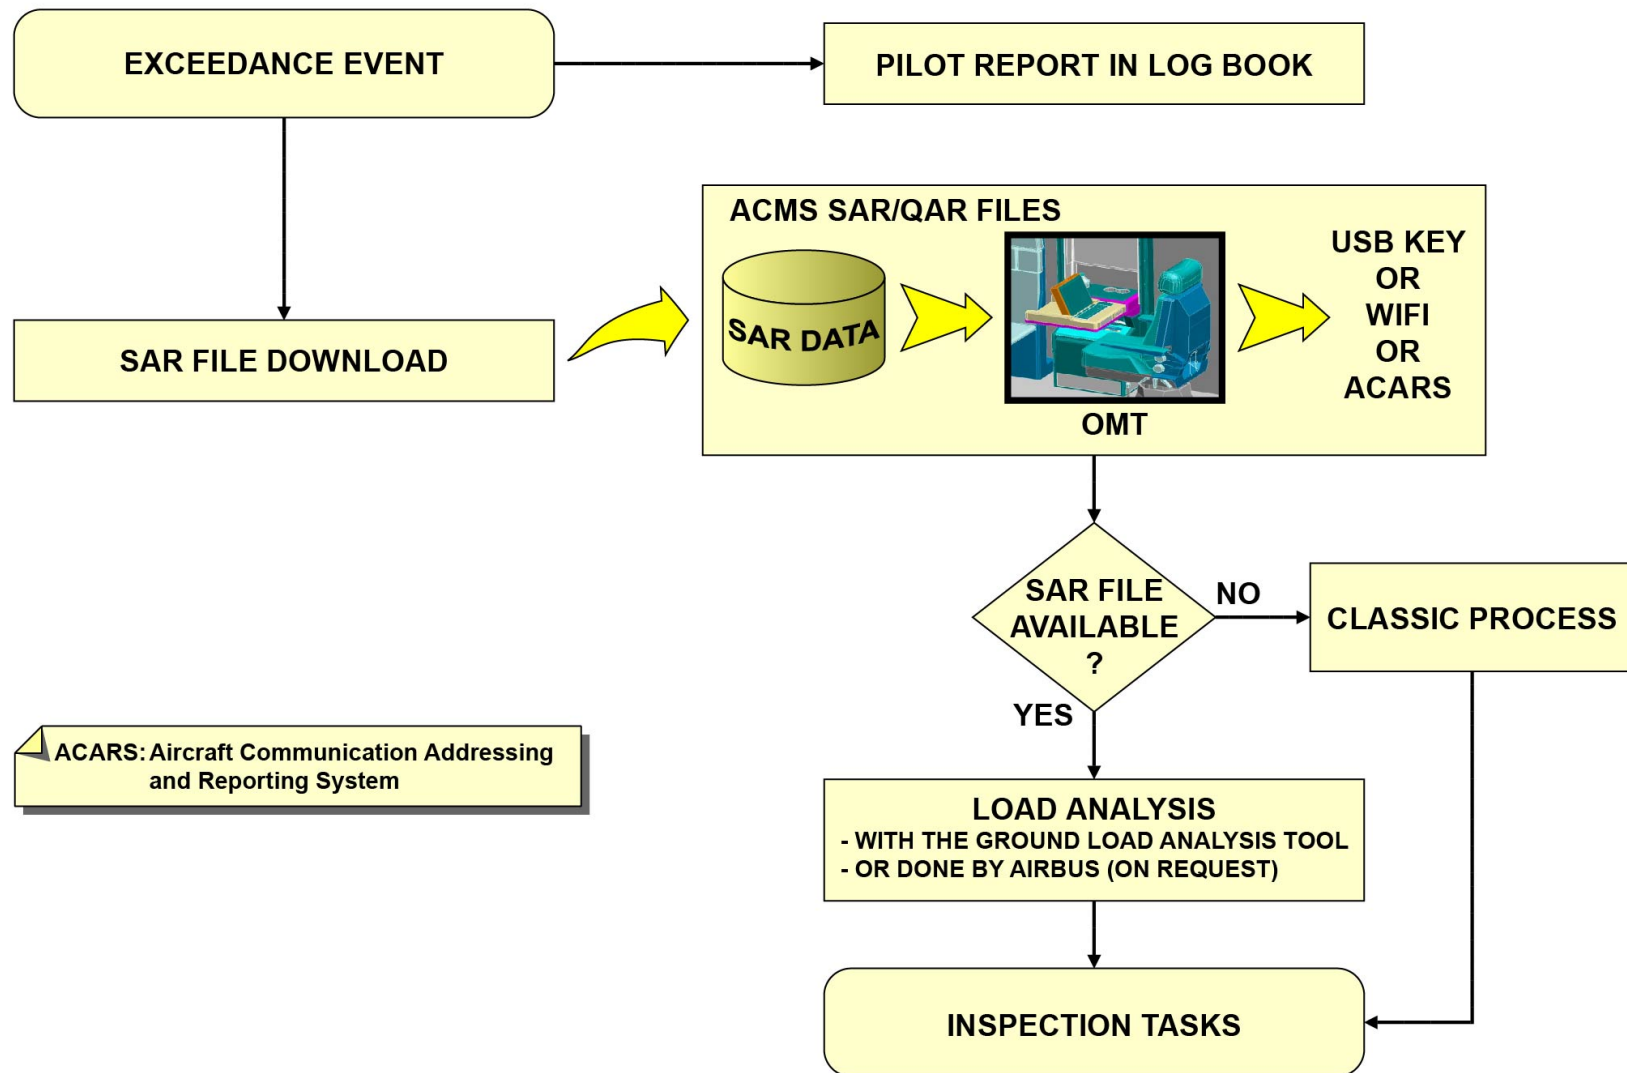 EXCEEDANCE EVENT
PILOT REPORT IN LOG BOOK
SAR FILE DOWNLOAD
ACMS SAR/QAR FILES
SAR DATA
OMT
USB KEY
OR
WIFI
OR
ACARS
SAR FILE
AVAILABLE
?
NO
CLASSIC PROCESS
YES
ACARS: Aircraft Communication Addressing
and Reporting System
LOAD ANALYSIS
- WITH THE GROUND LOAD ANALYSIS TOOL
- OR DONE BY AIRBUS (ON REQUEST)
INSPECTION TASKS